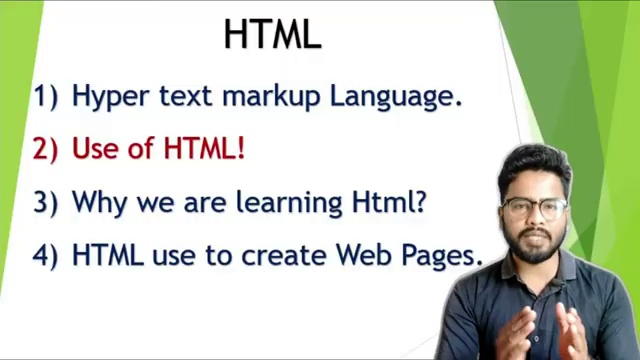 HTML
1) Hyper text markup Language.
2) Use of HTML!
3) Why we are learning Html?
4) HTML use to create Web Pages.